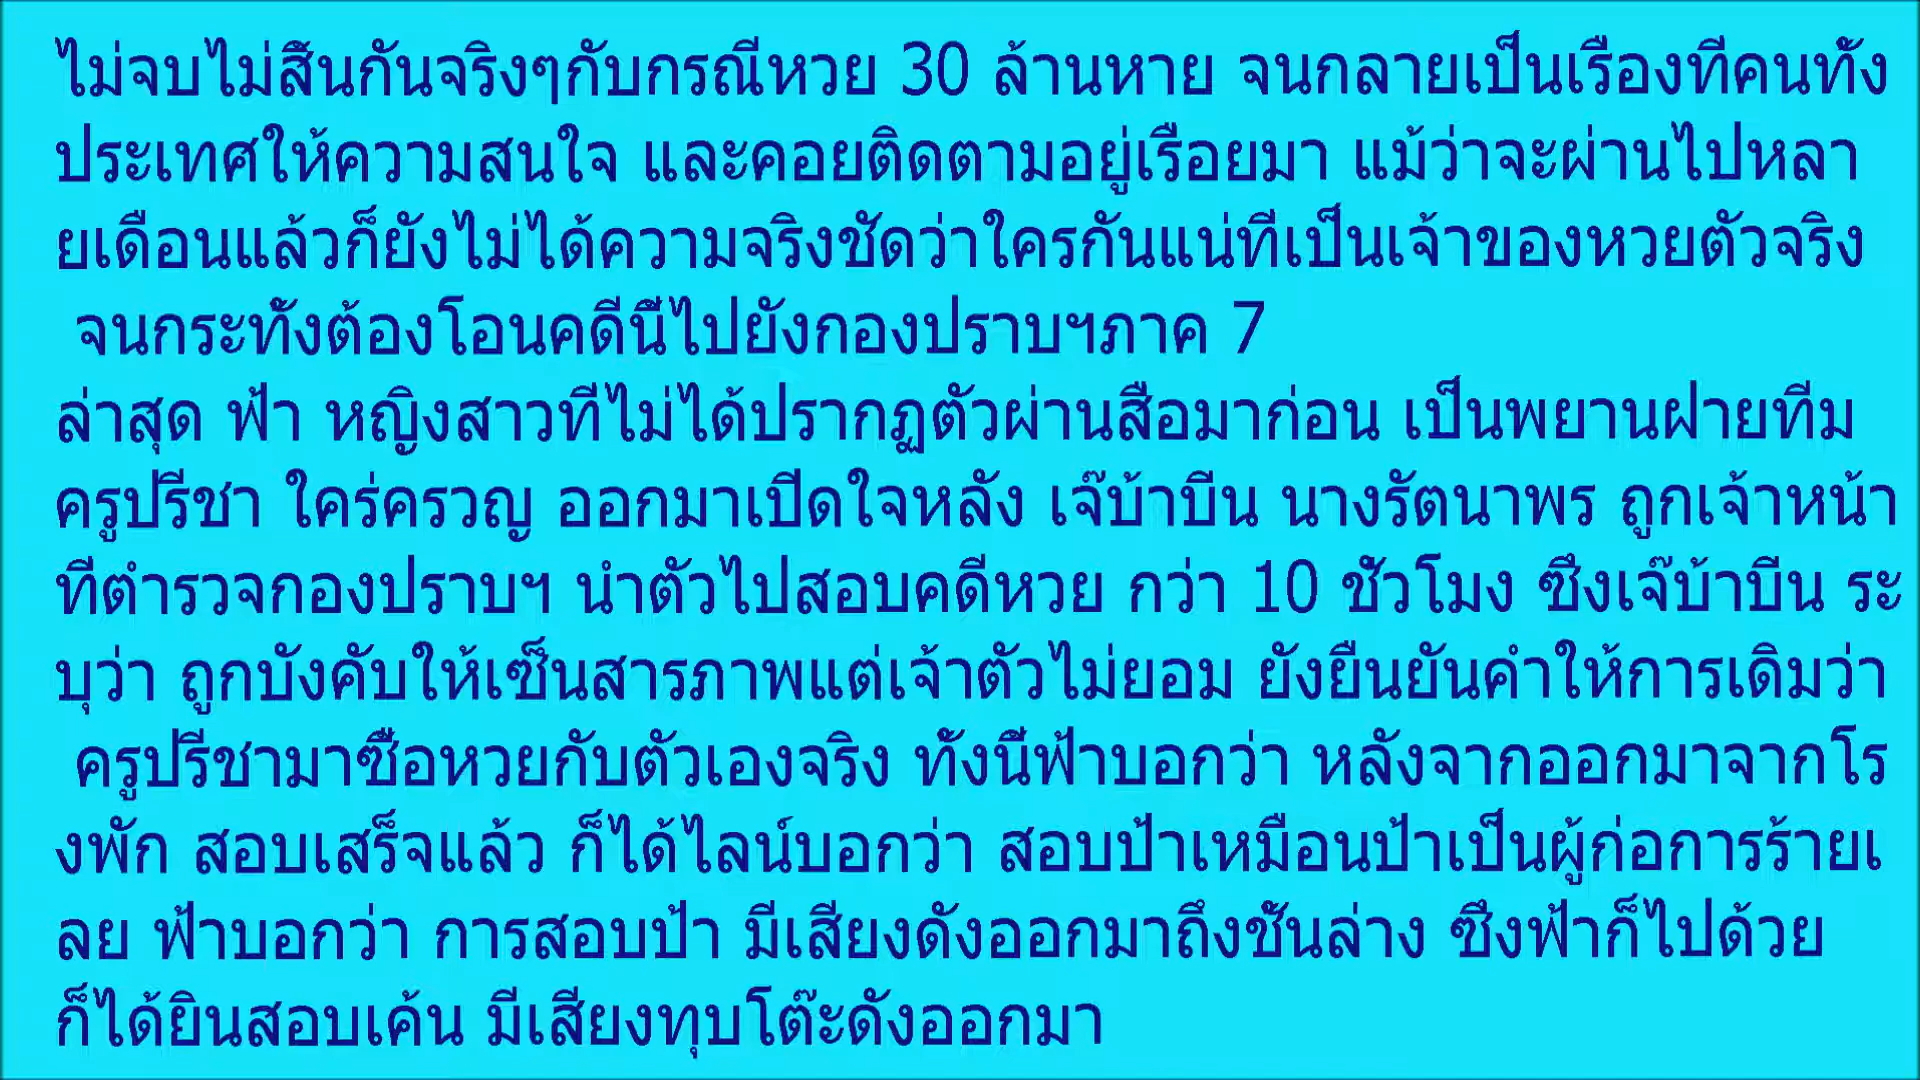 ไม่จบไม่สิ้นกันจริงๆกับกรณีหวย 30 ล้านหาย จนกลายเป็นเรื่องที่คนทั้ง
ประเทศให้ความสนใจ และคอยติดตามอยู่เรื่อยมา แม้ว่าจะผ่านไปหลา
ยเดือนแล้วก็ยังไม่ได้ความจริงชัดว่าใครกันแน่ที่เป็นเจ้าของหวยตัวจริง
จนกระทั่งต้องโอนคดีนี้ไปยังกองปราบฯภาค 7
ล่าสุด ฟ้า หญิงสาวที่ไม่ได้ปรากฏตัวผ่านสื่อมาก่อน เป็นพยานฝ่ายทีม
ครูปรีชา ใคร่ครวญ ออกมาเปิดใจหลัง เจ๊บ้าบิ่น นางรัตนาพร ถูกเจ้าหน้า
ที่ตำรวจกองปราบฯ นำตัวไปสอบคดีหวย กว่า 10 ชั่วโมง ซึ่งเจ๊บ้าบิ่น ระ
บุว่า ถูกบังคับให้เซ็นสารภาพแต่เจ้าตัวไม่ยอม ยังยืนยันคำให้การเดิมว่า
ครูปรีชามาซื้อหวยกับตัวเองจริง ทั้งนี้ฟ้าบอกว่า หลังจากออกมาจากโร
งพัก สอบเสร็จแล้ว ก็ได้ไลน์บอกว่า สอบป้าเหมือนป้าเป็นผู้ก่อการร้ายเ
ลย ฟ้าบอกว่า การสอบป้า มีเสียงดังออกมาถึงชั้นล่าง ซึ่งฟ้าก็ไปด้วย
ก็ได้ยินสอบเค้น มีเสียงทุบโต๊ะดังออกมา